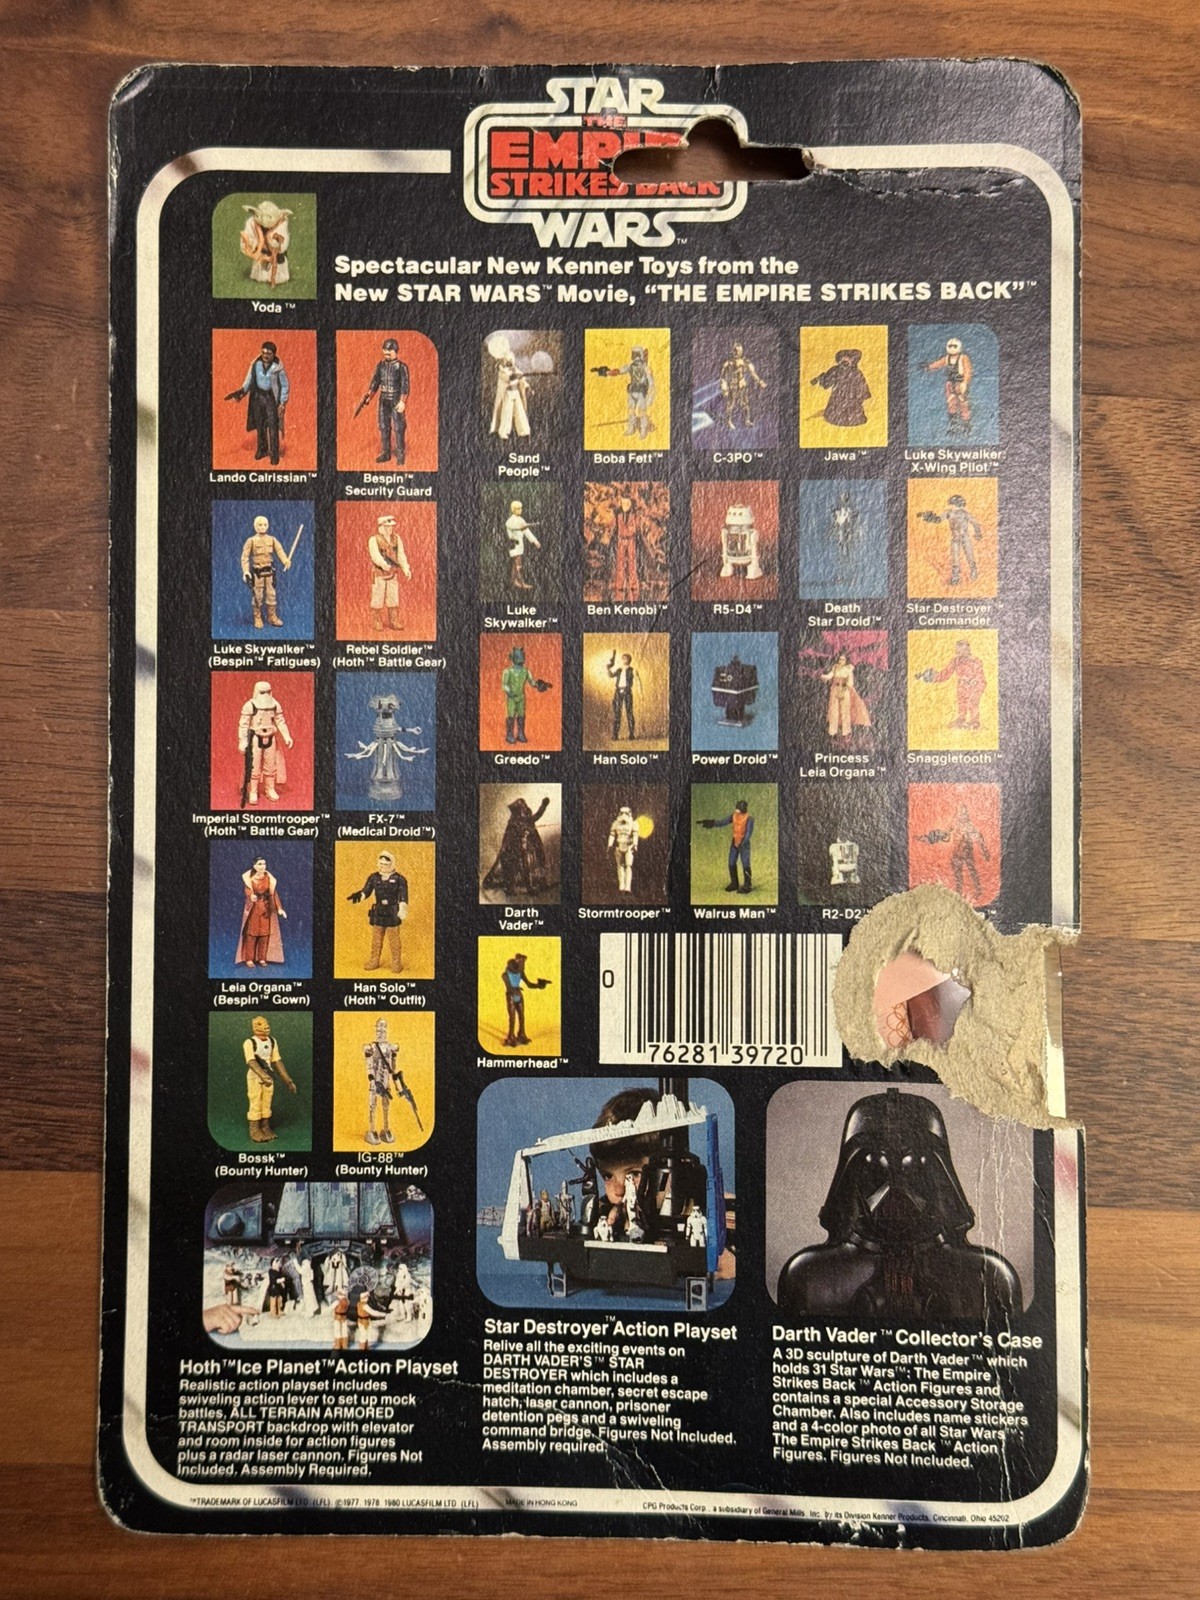 STAR
THE
EMPIRE
STRIKES BACK
WARS™
Spectacular New Kenner Toys from the
New STAR WARS™ Movie, “THE EMPIRE STRIKES BACK”™
Yoda™
Lando Calrissian™
Bespin™
Security Guard
Sand
People™
Boba Fett™
C-3PO™
Jawa™
Luke Skywalker:
X-Wing Pilot™
Luke Skywalker™
(Bespin™ Fatigues)
Rebel Soldier™
(Hoth™ Battle Gear)
Luke
Skywalker™
Ben Kenobi™
R5-D4™
Death
Star Droid™
Star Destroyer™
Commander
Imperial Stormtrooper™
(Hoth™ Battle Gear)
FX-7™
(Medical Droid™)
Greedo™
Han Solo™
Power Droid™
Princess
Leia Organa™
Snaggletooth™
Leia Organa™
(Bespin™ Gown)
Han Solo™
(Hoth™ Outfit)
Darth
Vader™
Stormtrooper™
Walrus Man™
R2-D2™
Hammerhead™
0 76281 39720
Bossk™
(Bounty Hunter)
IG-88™
(Bounty Hunter)
Hoth™ Ice Planet™ Action Playset
Realistic action playset includes
swiveling action lever to set up mock
battles, ALL TERRAIN ARMORED
TRANSPORT backdrop with elevator
and room inside for action figures
plus a radar laser cannon. Figures Not
Included. Assembly Required.
Star Destroyer™ Action Playset
Relive all the exciting events on
DARTH VADER'S™ STAR
DESTROYER which includes a
meditation chamber, secret escape
hatch, laser cannon, prisoner
detention pegs and a swiveling
command bridge. Figures Not Included.
Assembly required.
Darth Vader™ Collector's Case
A 3D sculpture of Darth Vader™ which
holds 31 Star Wars™: The Empire
Strikes Back™ Action Figures and
contains a special Accessory Storage
Chamber. Also includes name stickers
and a 4-color photo of all Star Wars™:
The Empire Strikes Back™ Action
Figures. Figures Not Included.
™TRADEMARK OF LUCASFILM LTD. (LFL). ©1977, 1978, 1980 LUCASFILM LTD. (LFL)
MADE IN HONG KONG
CPG Products Corp., a subsidiary of General Mills, Inc. by its Division Kenner Products, Cincinnati, Ohio 45202